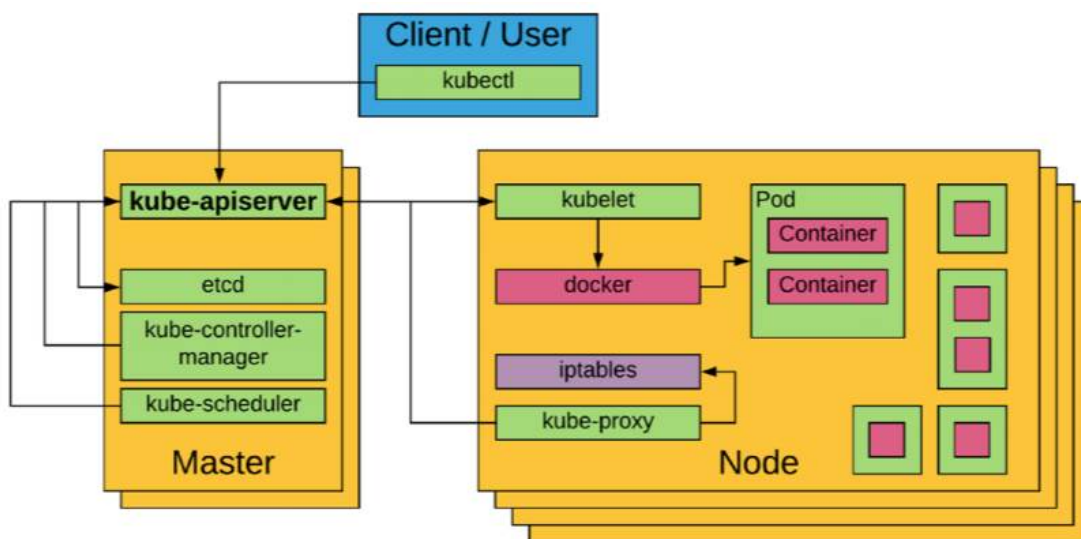 Client / User
kubectl
kube-apiserver
etcd
kube-controller-
manager
kube-scheduler
Master
kubelet
docker
iptables
kube-proxy
Pod
Container
Container
Node